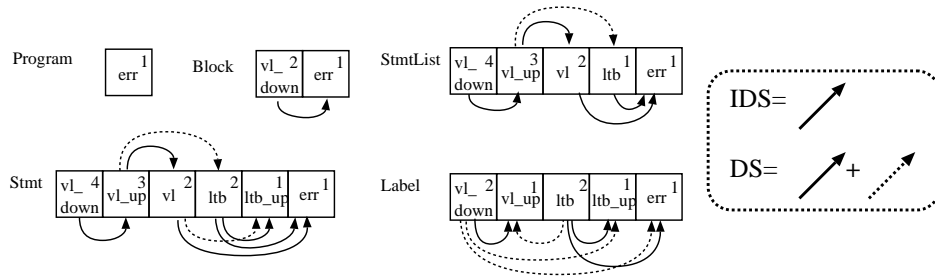 Program
err 1
Block
vl_ down 2
err 1
StmtList
vl_ down 4
vl_up 3
vl 2
ltb 1
err 1
IDS=
DS= +
Stmt
vl_ down 4
vl_up 3
vl 2
ltb 2
ltb_up 1
err 1
Label
vl_ down 2
vl_up 1
ltb 2
ltb_up 1
err 1